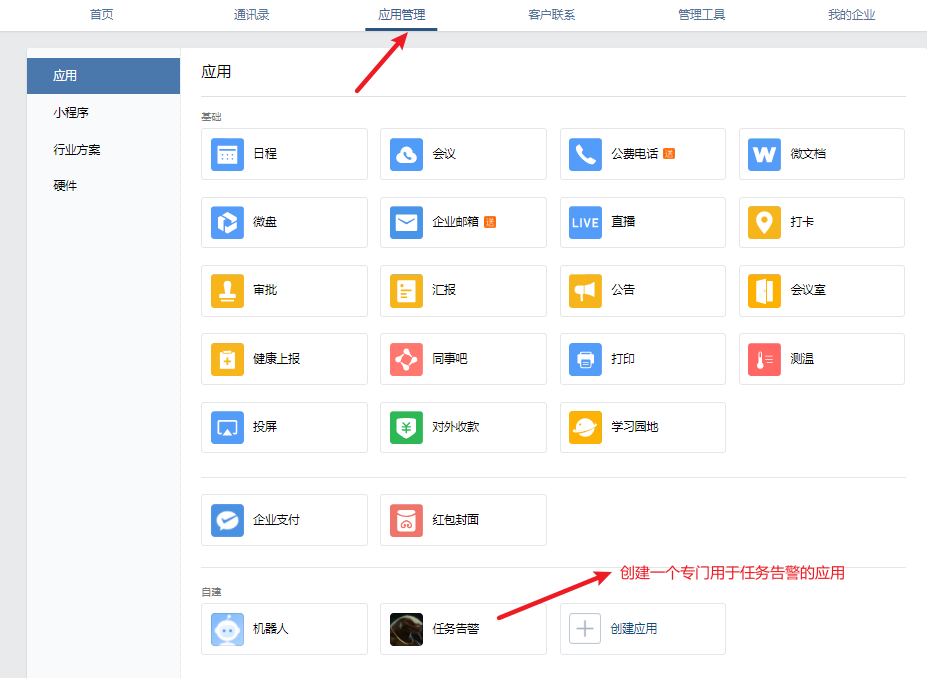 首页 通讯录 应用管理 客户联系 管理工具 我的企业
应用
小程序
行业方案
硬件
应用
基础
日程 会议 公费电话 送 微文档
微盘 企业邮箱 送 LIVE 直播 打卡
审批 汇报 公告 会议室
健康上报 同事吧 打印 测温
投屏 对外收款 学习园地
企业支付 红包封面
创建一个专门用于任务告警的应用
自建
机器人 任务告警 创建应用